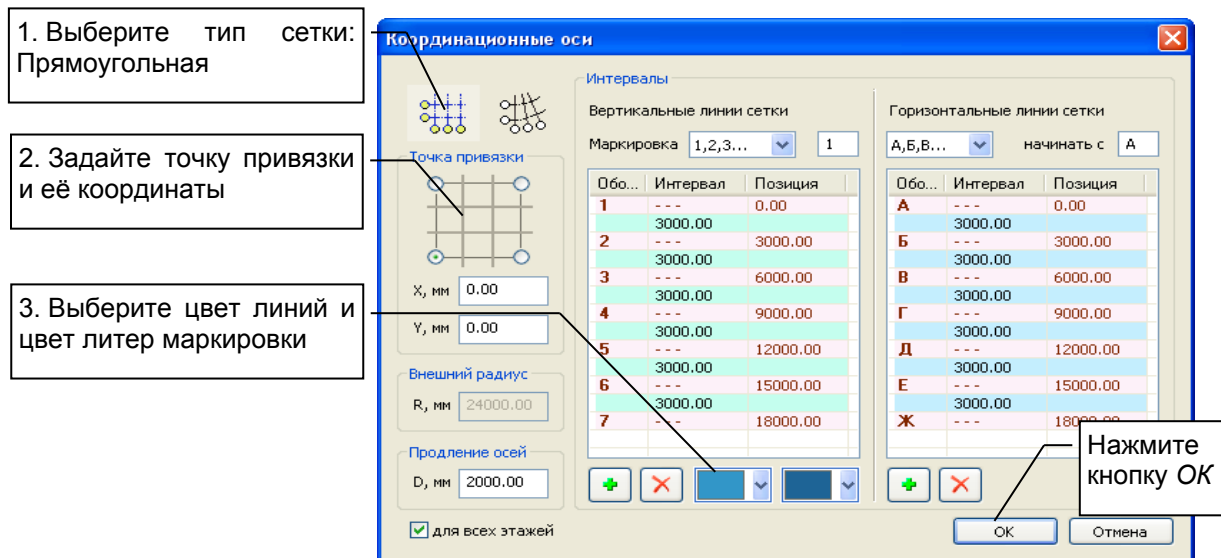 1. Выберите тип сетки:
Прямоугольная
2. Задайте точку привязки
и её координаты
3. Выберите цвет линий и
цвет литер маркировки
Координационные оси
Точка привязки
X, мм 0.00
Y, мм 0.00
Внешний радиус
R, мм 24000.00
Продление осей
D, мм 2000.00
для всех этажей
Интервалы
Вертикальные линии сетки
Маркировка 1,2,3... 1
Обо... Интервал Позиция
1 - - - 0.00
3000.00
2 - - - 3000.00
3000.00
3 - - - 6000.00
3000.00
4 - - - 9000.00
3000.00
5 - - - 12000.00
3000.00
6 - - - 15000.00
3000.00
7 - - - 18000.00
Горизонтальные линии сетки
А,Б,В... начинать с А
Обо... Интервал Позиция
А - - - 0.00
3000.00
Б - - - 3000.00
3000.00
В - - - 6000.00
3000.00
Г - - - 9000.00
3000.00
Д - - - 12000.00
3000.00
Е - - - 15000.00
3000.00
Ж - - - 18000.00
Нажмите
кнопку ОК
ОК Отмена